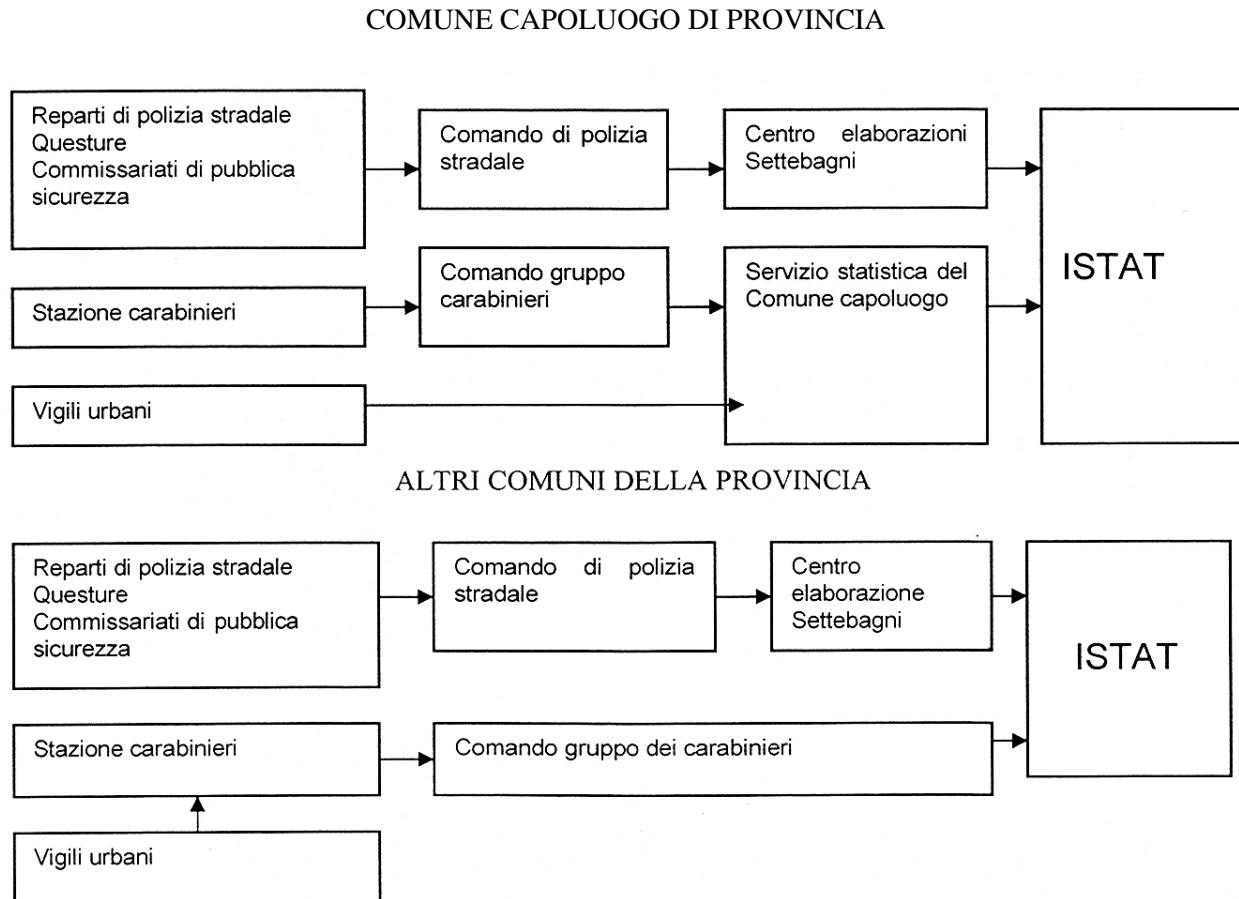 COMUNE CAPOLUOGO DI PROVINCIA
Reparti di polizia stradale
Questure
Commissariati di pubblica
sicurezza
Comando di polizia
stradale
Centro elaborazioni
Settebagni
ISTAT
Stazione carabinieri
Comando gruppo
carabinieri
Servizio statistica del
Comune capoluogo
Vigili urbani
ALTRI COMUNI DELLA PROVINCIA
Reparti di polizia stradale
Questure
Commissariati di pubblica
sicurezza
Comando di polizia
stradale
Centro
elaborazione
Settebagni
ISTAT
Stazione carabinieri
Comando gruppo dei carabinieri
Vigili urbani